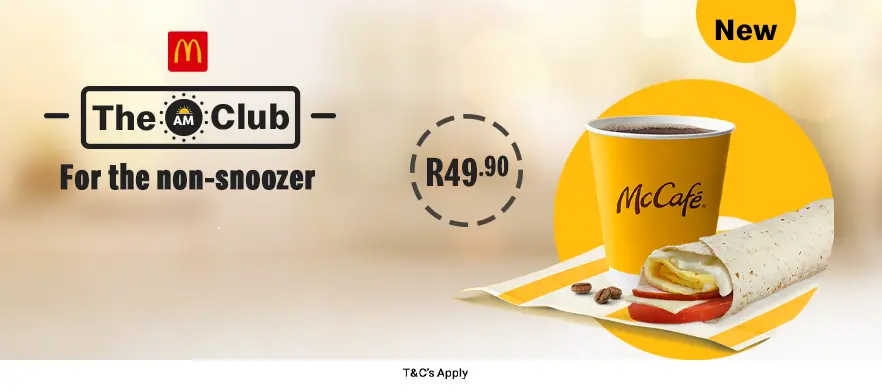 The AM Club
For the non-snoozer
R49.90
New
McCafé®
T&C's Apply